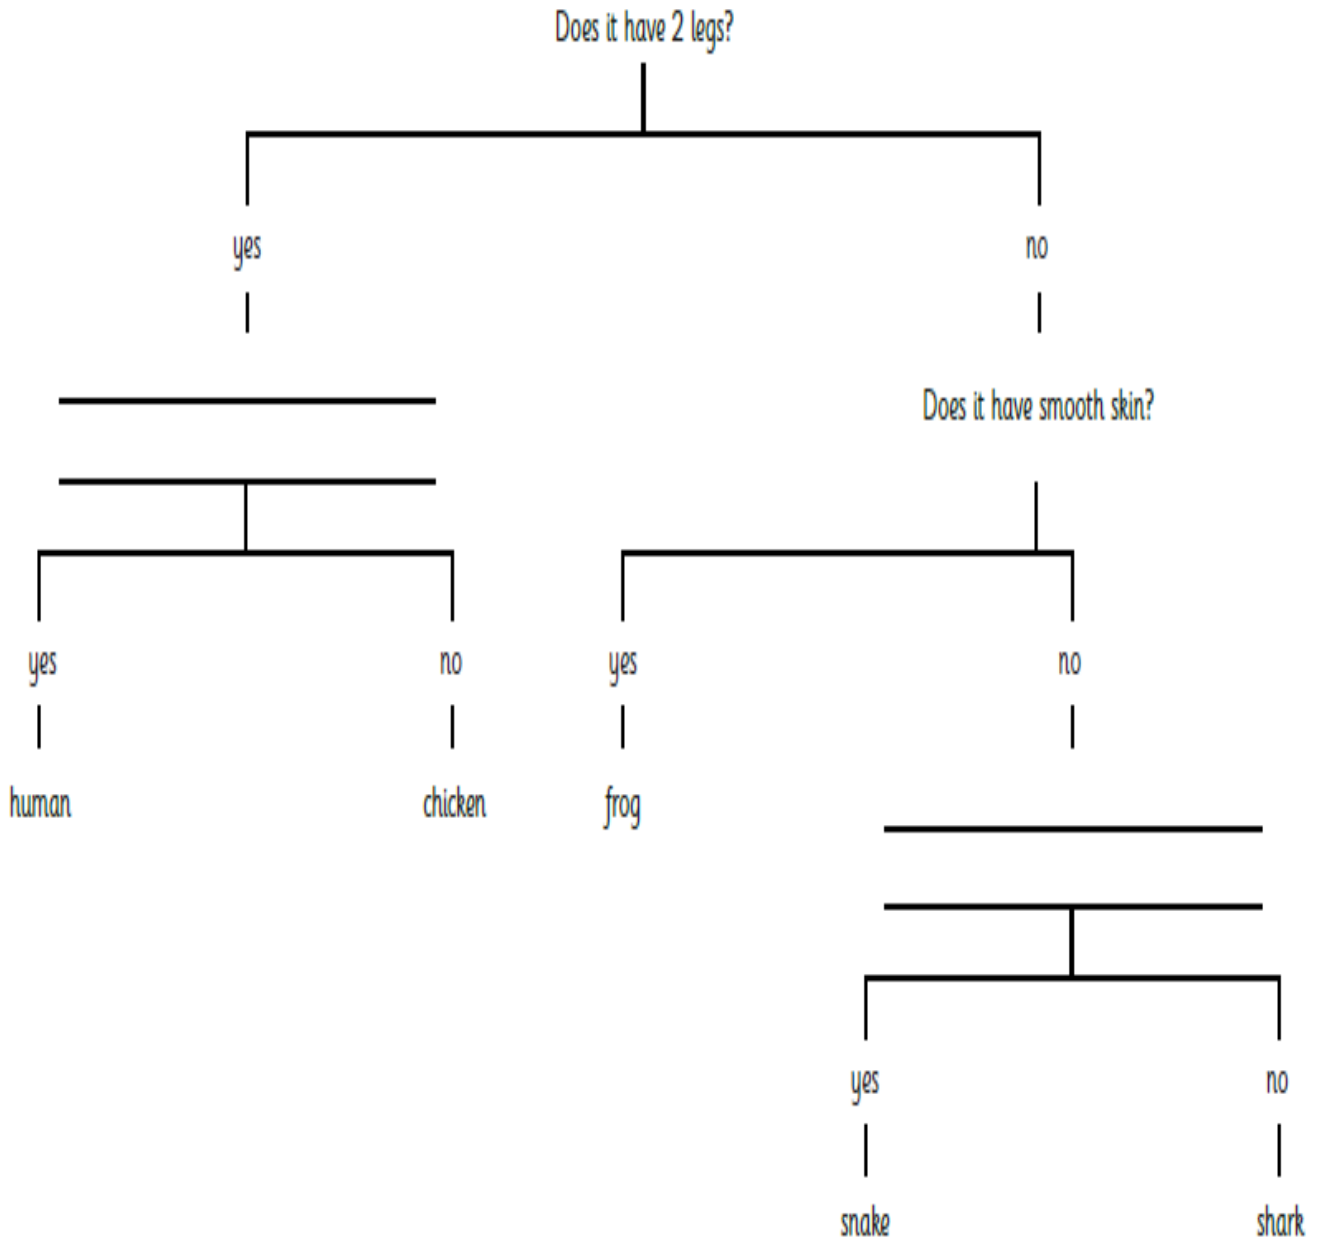 Does it have 2 legs?
yes
no
Does it have smooth skin?
yes
no
yes
no
human
chicken
frog
yes
no
snake
shark